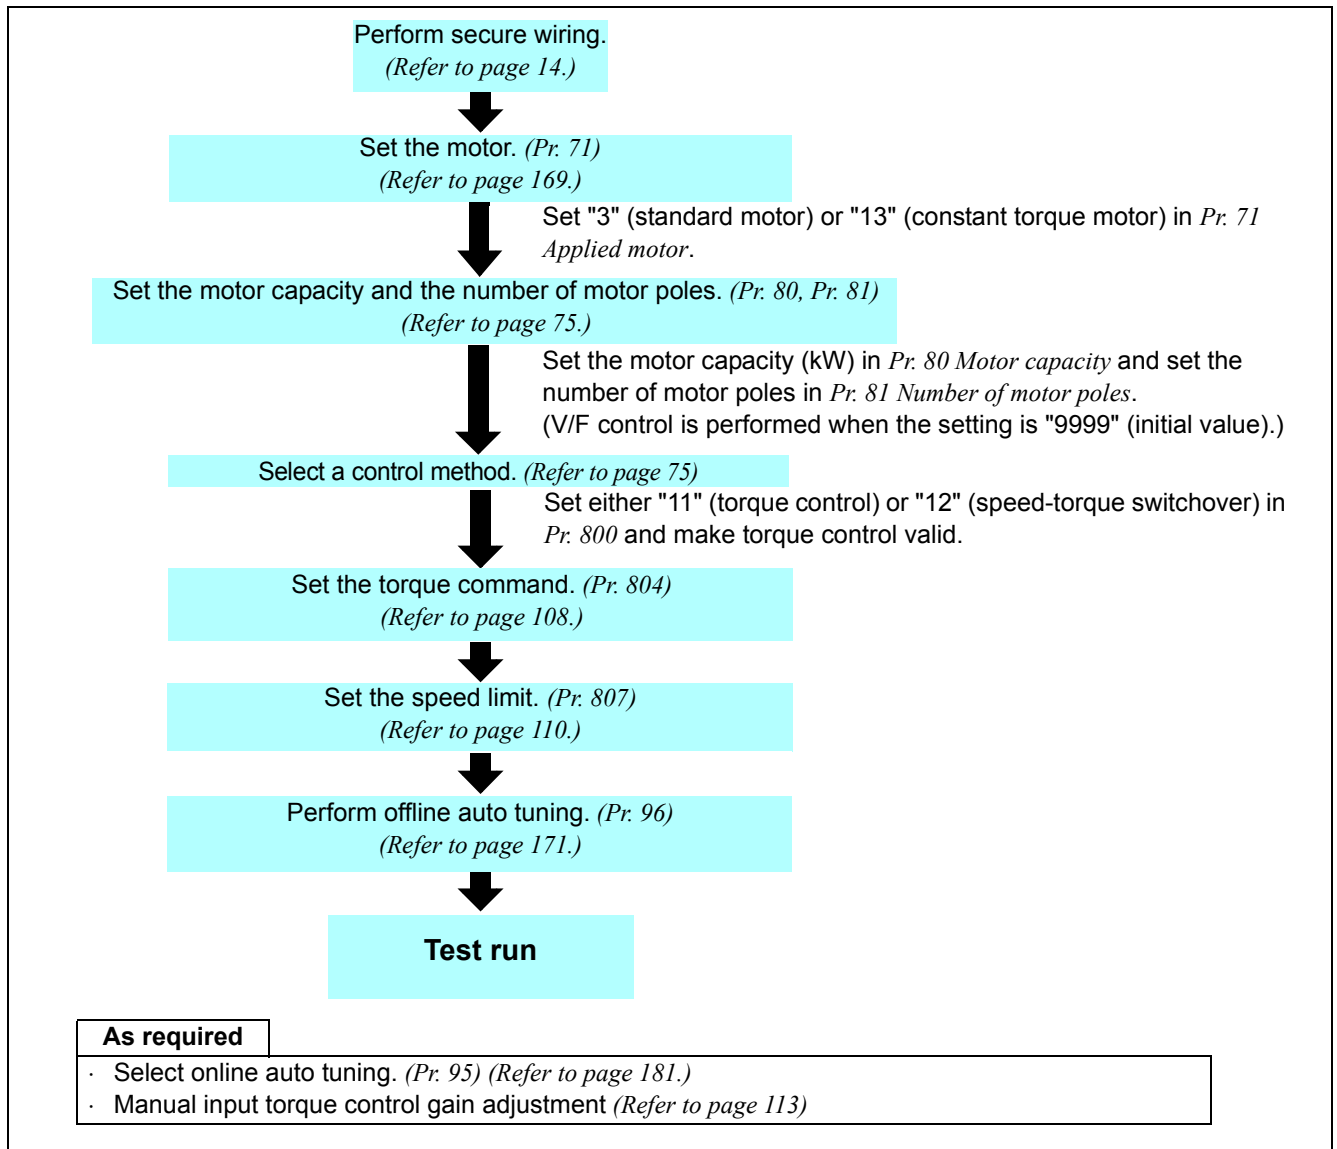 Perform secure wiring.
(Refer to page 14.)
Set the motor. (Pr. 71)
(Refer to page 169.)
Set "3" (standard motor) or "13" (constant torque motor) in Pr. 71
Applied motor.
Set the motor capacity and the number of motor poles. (Pr. 80, Pr. 81)
(Refer to page 75.)
Set the motor capacity (kW) in Pr. 80 Motor capacity and set the
number of motor poles in Pr. 81 Number of motor poles.
(V/F control is performed when the setting is "9999" (initial value).)
Select a control method. (Refer to page 75)
Set either "11" (torque control) or "12" (speed-torque switchover) in
Pr. 800 and make torque control valid.
Set the torque command. (Pr. 804)
(Refer to page 108.)
Set the speed limit. (Pr. 807)
(Refer to page 110.)
Perform offline auto tuning. (Pr. 96)
(Refer to page 171.)
Test run
As required
· Select online auto tuning. (Pr. 95) (Refer to page 181.)
· Manual input torque control gain adjustment (Refer to page 113)